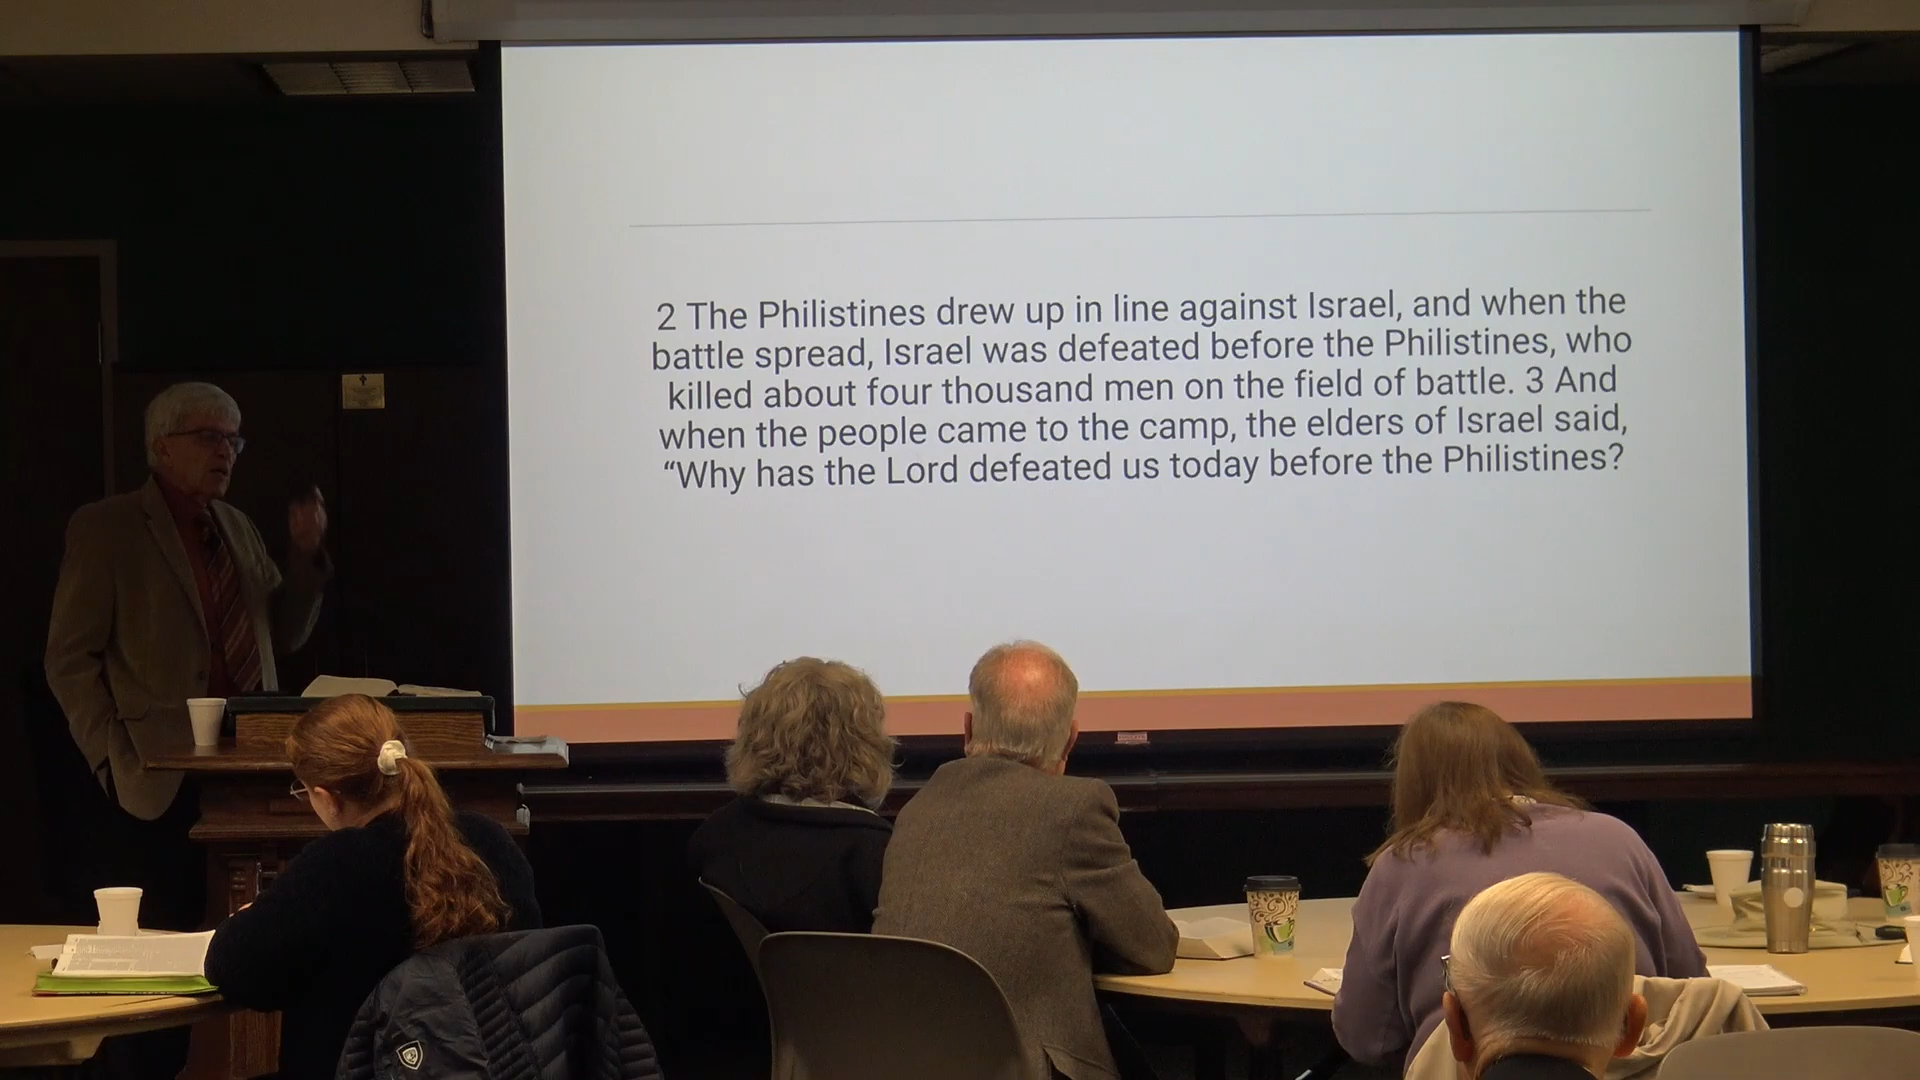 2 The Philistines drew up in line against Israel, and when the
battle spread, Israel was defeated before the Philistines, who
killed about four thousand men on the field of battle. 3 And
when the people came to the camp, the elders of Israel said,
“Why has the Lord defeated us today before the Philistines?